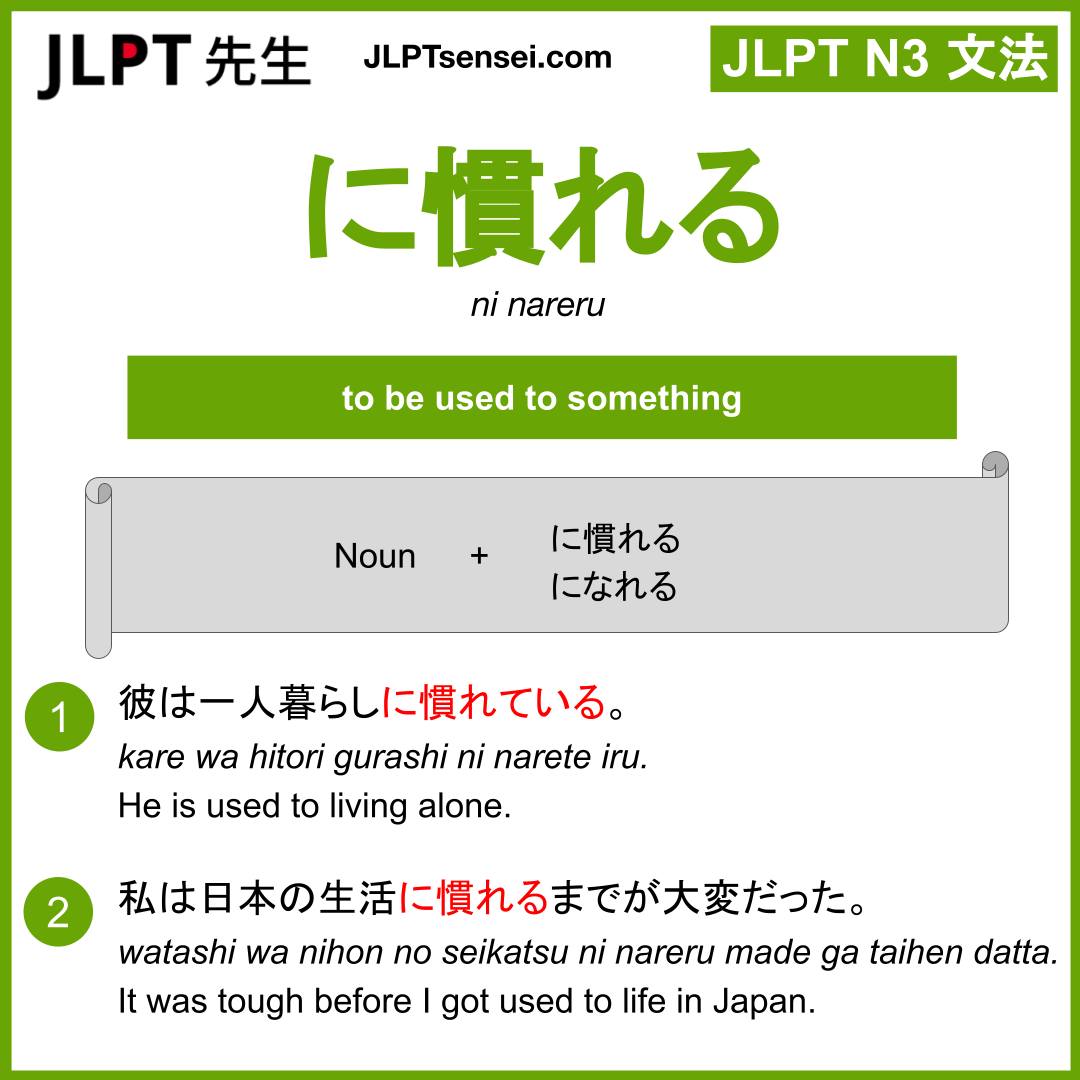 JLPT 先生
JLPTsensei.com
JLPT N3 文法
に慣れる
ni nareru
to be used to something
Noun + に慣れる
になれる
1 彼は一人暮らしに慣れている。
kare wa hitori gurashi ni narete iru.
He is used to living alone.
2 私は日本の生活に慣れるまでが大変だった。
watashi wa nihon no seikatsu ni nareru made ga taihen datta.
It was tough before I got used to life in Japan.